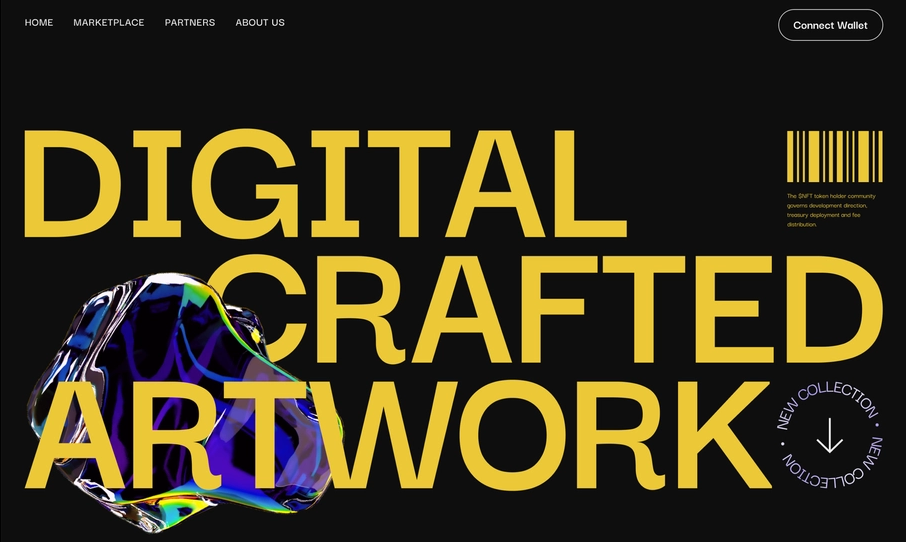 HOME MARKETPLACE PARTNERS ABOUT US
Connect Wallet
DIGITAL
The $NFT token holder community
governs development direction,
treasury deployment and fee
distribution.
CRAFTED
ARTWORK
NEW COLLECTION • NEW COLLECTION •